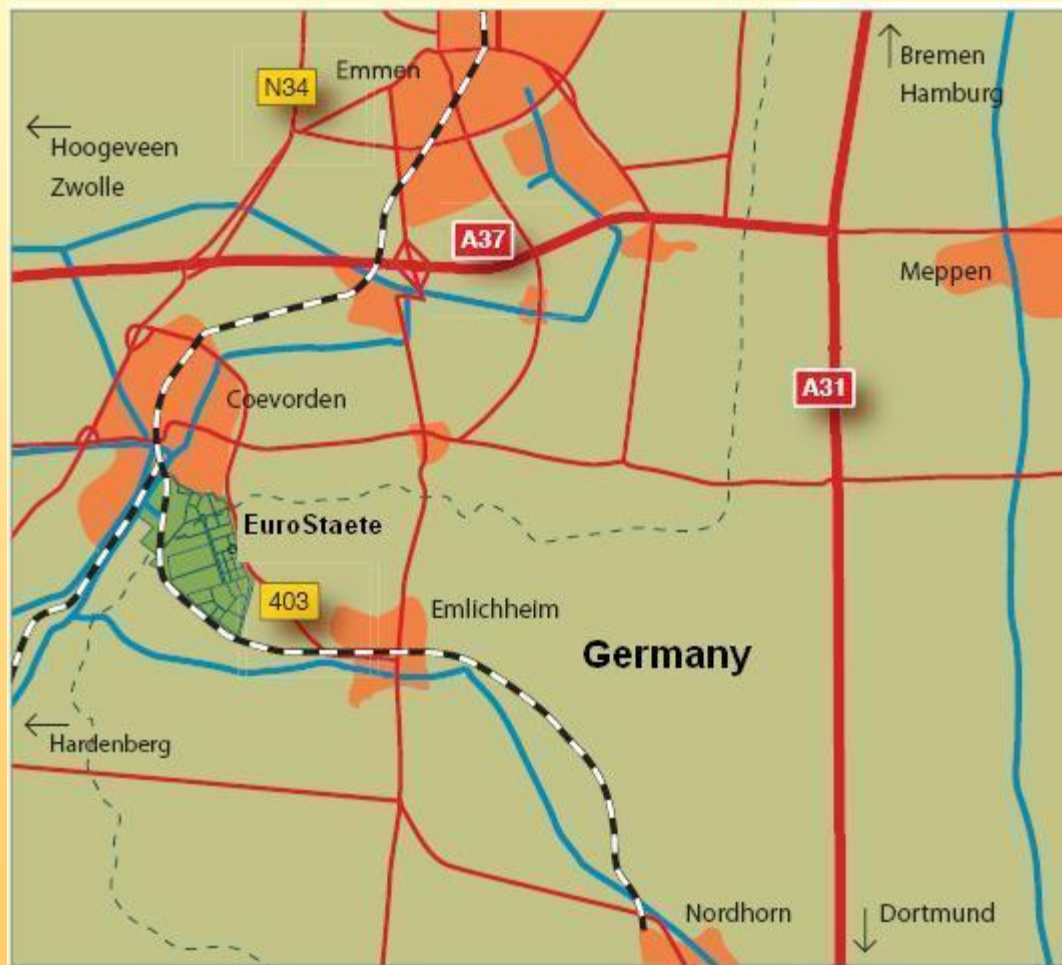 Bremen
Hamburg
Emmen
N34
Hoogeveen
Zwolle
A37
Meppen
A31
Coevorden
EuroStaete
403
Emlichheim
Germany
Hardenberg
Nordhorn
Dortmund